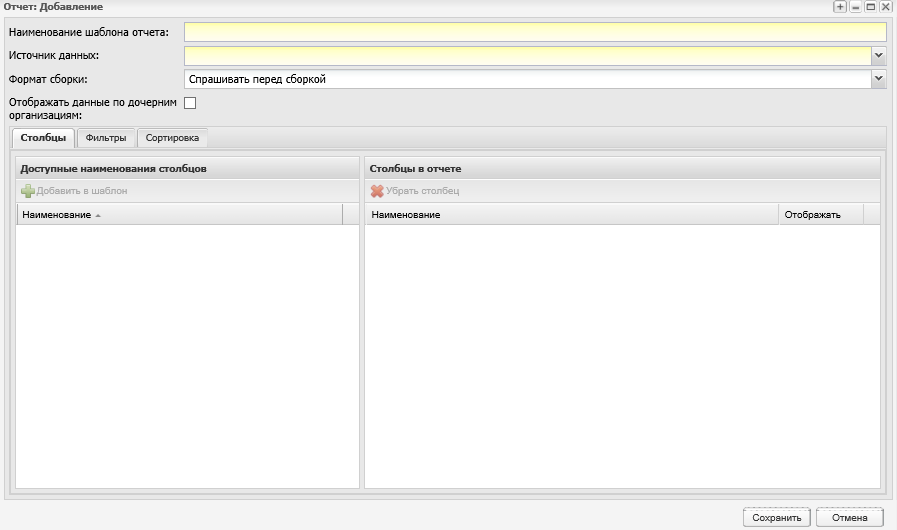 Отчет: Добавление
Наименование шаблона отчета:
Источник данных:
Формат сборки: Спрашивать перед сборкой
Отображать данные по дочерним
организациям:
Столбцы Фильтры Сортировка
Доступные наименования столбцов Столбцы в отчете
Добавить в шаблон Убрать столбец
Наименование Наименование Отображать
Сохранить Отмена